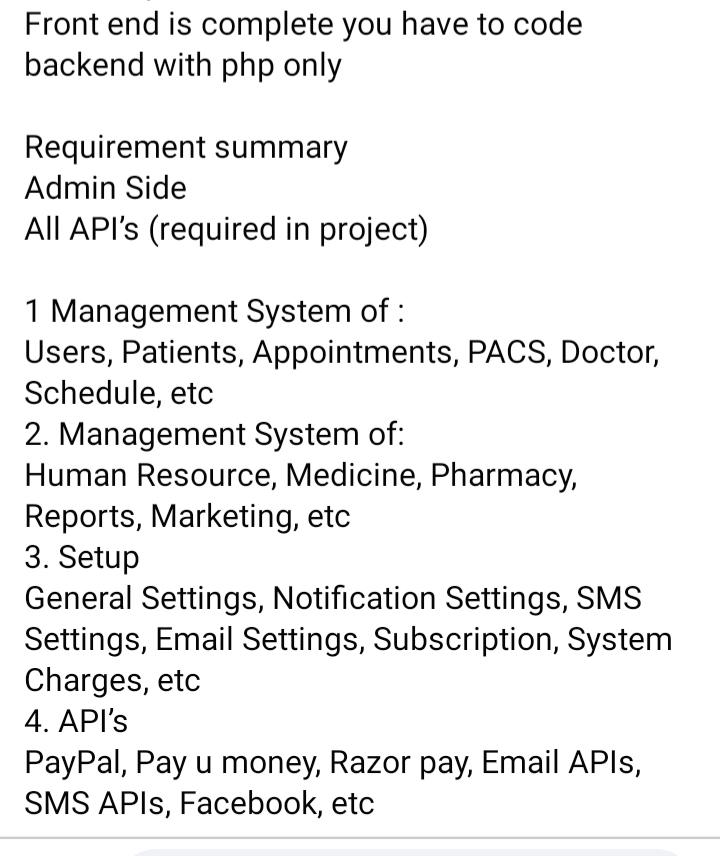 Front end is complete you have to code
backend with php only
Requirement summary
Admin Side
All API's (required in project)
1 Management System of :
Users, Patients, Appointments, PACS, Doctor,
Schedule, etc
2. Management System of:
Human Resource, Medicine, Pharmacy,
Reports, Marketing, etc
3. Setup
General Settings, Notification Settings, SMS
Settings, Email Settings, Subscription, System
Charges, etc
4. API's
PayPal, Pay u money, Razor pay, Email APIs,
SMS APIs, Facebook, etc